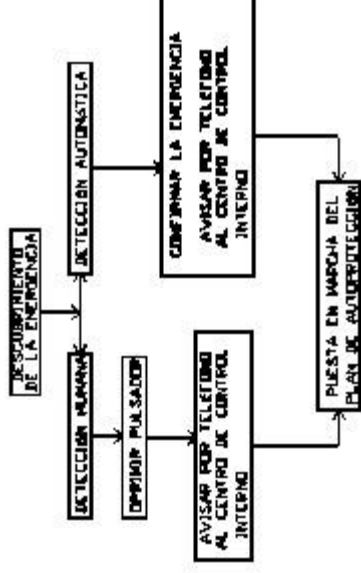 DESCUBRIMIENTO
DE LA EMERGENCIA
DETECCION HUMANA
DETECCION AUTOMATICA
OPRIMIR PULSADOR
AVISAR POR TELEFONO
AL CENTRO DE CONTROL
INTERNO
CONFIRMAR LA EMERGENCIA
AVISAR POR TELEFONO
AL CENTRO DE CONTROL
INTERNO
PUESTA EN MARCHA DEL
PLAN DE AUTOPROTECCION